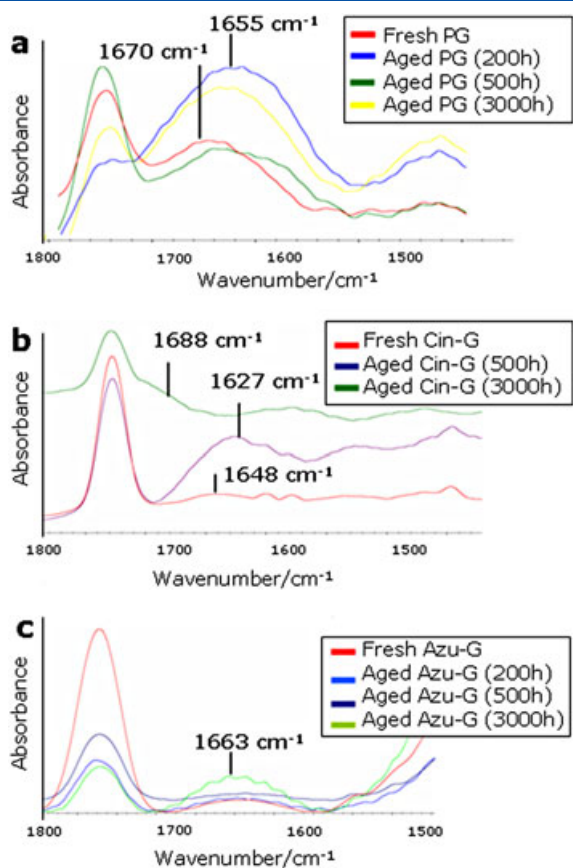 a
1670 cm-1
1655 cm-1
Fresh PG
Aged PG (200h)
Aged PG (500h)
Aged PG (3000h)
Absorbance
1800 1700 1600 1500
Wavenumber/cm-1
b
1688 cm-1
1627 cm-1
1648 cm-1
Fresh Cin-G
Aged Cin-G (500h)
Aged Cin-G (3000h)
Absorbance
1800 1700 1600 1500
Wavenumber/cm-1
c
1663 cm-1
Fresh Azu-G
Aged Azu-G (200h)
Aged Azu-G (500h)
Aged Azu-G (3000h)
Absorbance
1800 1700 1600 1500
Wavenumber/cm-1